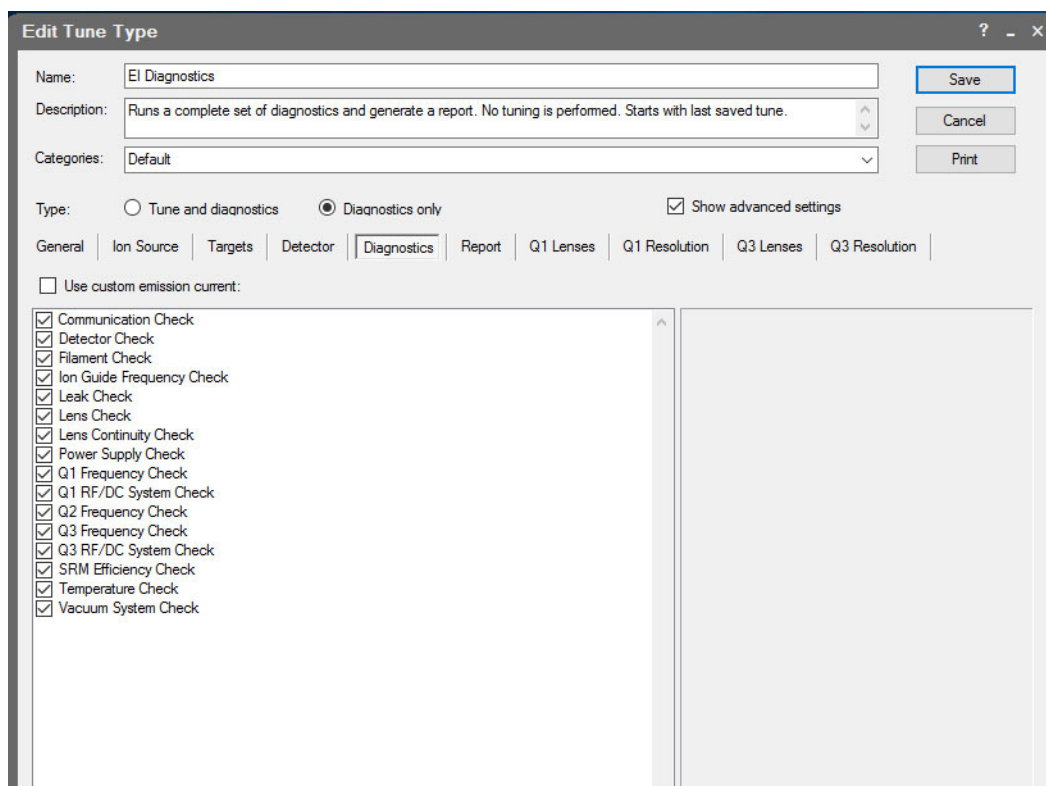 Edit Tune Type
?
Name: EI Diagnostics
Save
Description: Runs a complete set of diagnostics and generate a report. No tuning is performed. Starts with last saved tune.
Cancel
Categories: Default
Print
Type: Tune and diagnostics Diagnostics only Show advanced settings
General Ion Source Targets Detector Diagnostics Report Q1 Lenses Q1 Resolution Q3 Lenses Q3 Resolution
Use custom emission current:
Communication Check
Detector Check
Filament Check
Ion Guide Frequency Check
Leak Check
Lens Check
Lens Continuity Check
Power Supply Check
Q1 Frequency Check
Q1 RF/DC System Check
Q2 Frequency Check
Q3 Frequency Check
Q3 RF/DC System Check
SRM Efficiency Check
Temperature Check
Vacuum System Check